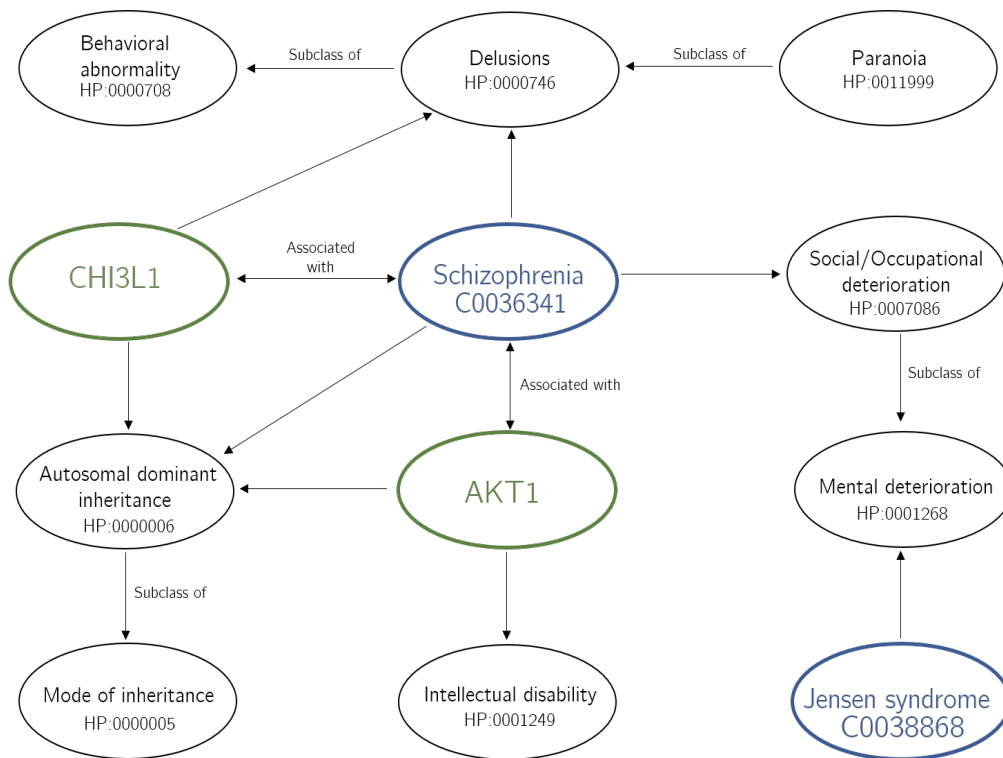 Behavioral
abnormality
HP:0000708
Subclass of
Delusions
HP:0000746
Subclass of
Paranoia
HP:0011999
CHI3L1
Associated
with
Schizophrenia
C0036341
Social/Occupational
deterioration
HP:0007086
Associated with
Subclass of
Autosomal dominant
inheritance
HP:0000006
AKT1
Mental deterioration
HP:0001268
Subclass of
Mode of inheritance
HP:0000005
Intellectual disability
HP:0001249
Jensen syndrome
C0038868